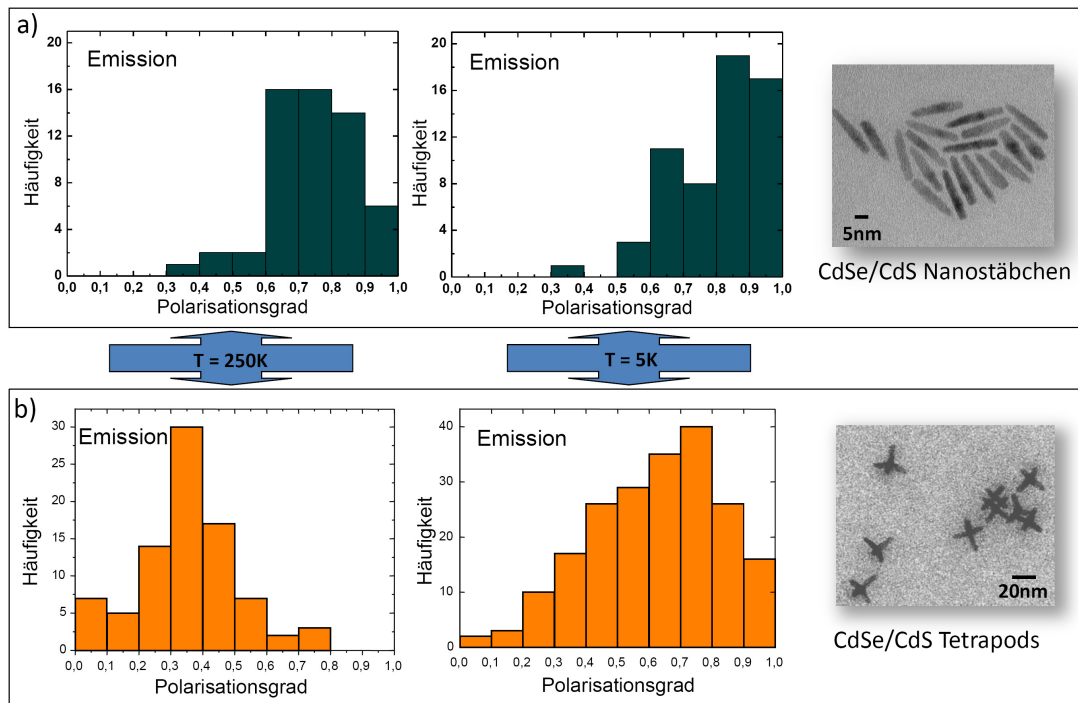 a)
Emission
Häufigkeit
20
16
12
8
4
0
0,0 0,1 0,2 0,3 0,4 0,5 0,6 0,7 0,8 0,9 1,0
Polarisationsgrad
Emission
Häufigkeit
20
16
12
8
4
0
0,0 0,1 0,2 0,3 0,4 0,5 0,6 0,7 0,8 0,9 1,0
Polarisationsgrad
5nm
CdSe/CdS Nanostäbchen
T = 250K
T = 5K
b)
Emission
Häufigkeit
30
25
20
15
10
5
0
0,0 0,1 0,2 0,3 0,4 0,5 0,6 0,7 0,8 0,9 1,0
Polarisationsgrad
Emission
Häufigkeit
40
30
20
10
0
0,0 0,1 0,2 0,3 0,4 0,5 0,6 0,7 0,8 0,9 1,0
Polarisationsgrad
20nm
CdSe/CdS Tetrapods